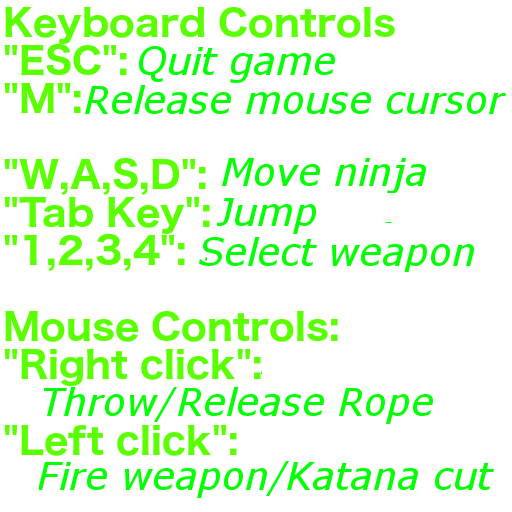 Keyboard Controls
"ESC": Quit game
"M":Release mouse cursor
"W,A,S,D": Move ninja
"Tab Key":Jump
"1,2,3,4": Select weapon
Mouse Controls:
"Right click":
Throw/Release Rope
"Left click":
Fire weapon/Katana cut